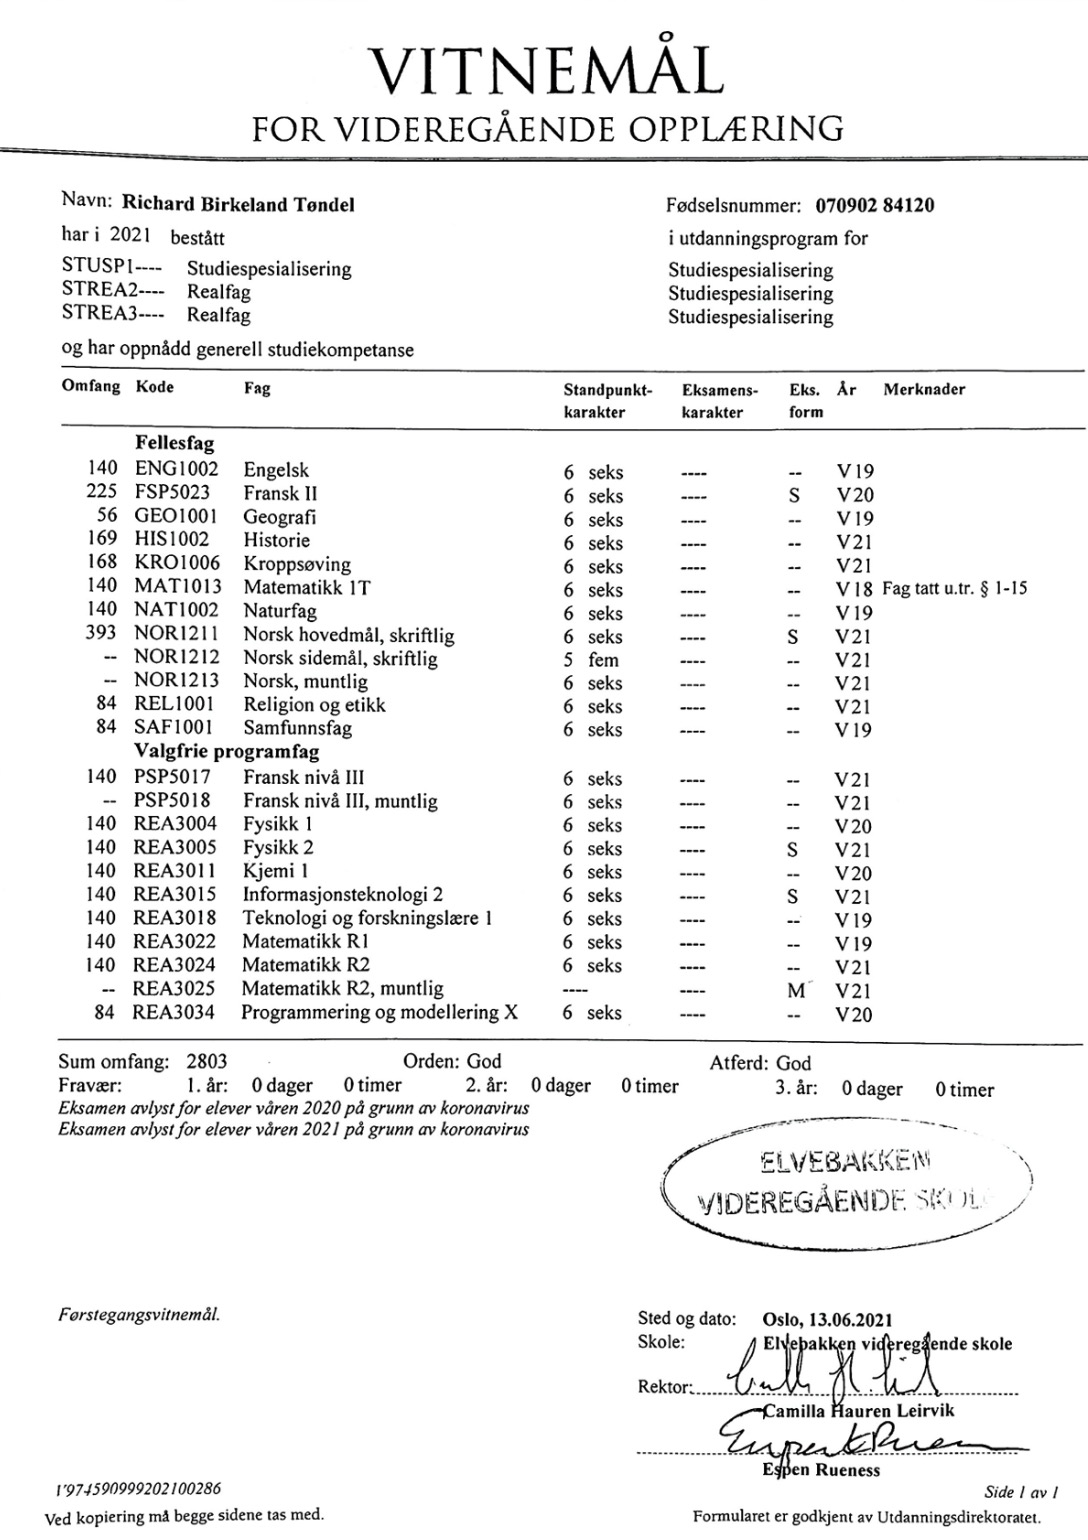 VITNEMÅL
FOR VIDEREGÅENDE OPPLÆRING
Navn: Richard Birkeland Tøndel Fødselsnummer: 070902 84120
har i 2021 bestått i utdanningsprogram for
STUSP1---- Studiespesialisering Studiespesialisering
STREA2---- Realfag Studiespesialisering
STREA3---- Realfag Studiespesialisering
og har oppnådd generell studiekompetanse
Omfang Kode Fag Standpunkt- Eksamens- Eks. År Merknader
karakter karakter form
Fellesfag
140 ENG1002 Engelsk 6 seks ---- -- V19
225 FSP5023 Fransk II 6 seks ---- S V20
56 GEO1001 Geografi 6 seks ---- -- V19
169 HIS1002 Historie 6 seks ---- -- V21
168 KRO1006 Kroppsøving 6 seks ---- -- V21
140 MAT1013 Matematikk 1T 6 seks ---- -- V18 Fag tatt u.tr. § 1-15
140 NAT1002 Naturfag 6 seks ---- -- V19
393 NOR1211 Norsk hovedmål, skriftlig 6 seks ---- S V21
-- NOR1212 Norsk sidemål, skriftlig 5 fem ---- -- V21
-- NOR1213 Norsk, muntlig 6 seks ---- -- V21
84 REL1001 Religion og etikk 6 seks ---- -- V21
84 SAF1001 Samfunnsfag 6 seks ---- -- V19
Valgfrie programfag
140 PSP5017 Fransk nivå III 6 seks ---- -- V21
-- PSP5018 Fransk nivå III, muntlig 6 seks ---- -- V21
140 REA3004 Fysikk 1 6 seks ---- -- V20
140 REA3005 Fysikk 2 6 seks ---- S V21
140 REA3011 Kjemi 1 6 seks ---- -- V20
140 REA3015 Informasjonsteknologi 2 6 seks ---- S V21
140 REA3018 Teknologi og forskningslære 1 6 seks ---- -- V19
140 REA3022 Matematikk R1 6 seks ---- -- V19
140 REA3024 Matematikk R2 6 seks ---- -- V21
-- REA3025 Matematikk R2, muntlig ---- ---- M V21
84 REA3034 Programmering og modellering X 6 seks ---- -- V20
Sum omfang: 2803 Orden: God Atferd: God
Fravær: 1. år: 0 dager 0 timer 2. år: 0 dager 0 timer 3. år: 0 dager 0 timer
Eksamen avlyst for elever våren 2020 på grunn av koronavirus
Eksamen avlyst for elever våren 2021 på grunn av koronavirus
ELVEBAKKEN
VIDEREGÅENDE SKOLE
Førstegangsvitnemål.
Sted og dato: Oslo, 13.06.2021
Skole: Elvebakken videregående skole
Rektor:
Camilla Hauren Leirvik
Espen Rueness
Espen Rueness
1'974590999202100286 Side 1 av 1
Ved kopiering må begge sidene tas med. Formularet er godkjent av Utdanningsdirektoratet.